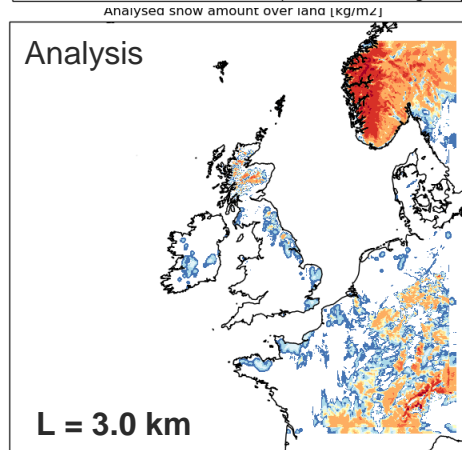 Analysed snow amount over land [kg/m2]
Analysis
L = 3.0 km